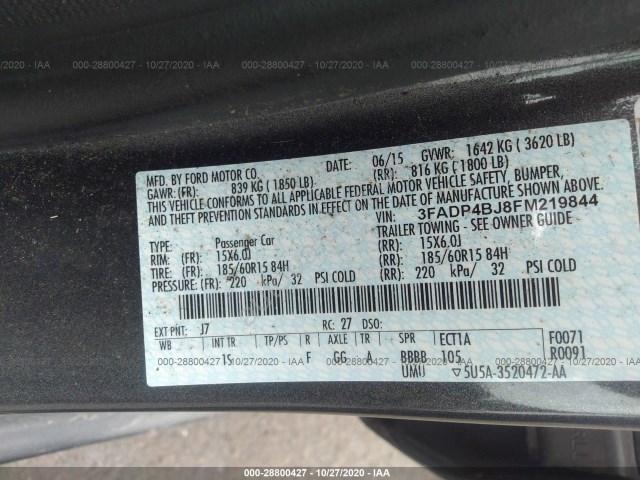 000-28800427 - 10/27/2020 - IAA
000-28800427 - 10/27/2020 - IAA
MFD. BY FORD MOTOR CO. DATE: 06/15 GVWR: 1642 KG ( 3620 LB)
GAWR: (FR): 839 KG ( 1850 LB) (RR): 816 KG ( 1800 LB)
THIS VEHICLE CONFORMS TO ALL APPLICABLE FEDERAL MOTOR VEHICLE SAFETY, BUMPER,
AND THEFT PREVENTION STANDARDS IN EFFECT ON THE DATE OF MANUFACTURE SHOWN ABOVE.
VIN: 3FADP4BJ8FM219844
TRAILER TOWING - SEE OWNER GUIDE
TYPE: Passenger Car
RIM: (FR): 15X6.0J (RR): 15X6.0J
TIRE: (FR): 185/60R15 84H (RR): 185/60R15 84H
PRESSURE: (FR): 220 kPa/ 32 PSI COLD (RR): 220 kPa/ 32 PSI COLD
EXT PNT: J7 RC: 27 DSO: F0071
WB INT TR TP/PS R AXLE TR SPR ECT1A R0091
1S F GG A BBBB 105
UMIJ 5U5A-3520472-AA
000-28800427 - 10/27/2020 - IAA
000-28800427 - 10/27/2020 - IAA
000-28800427 - 10/27/2020 - IAA